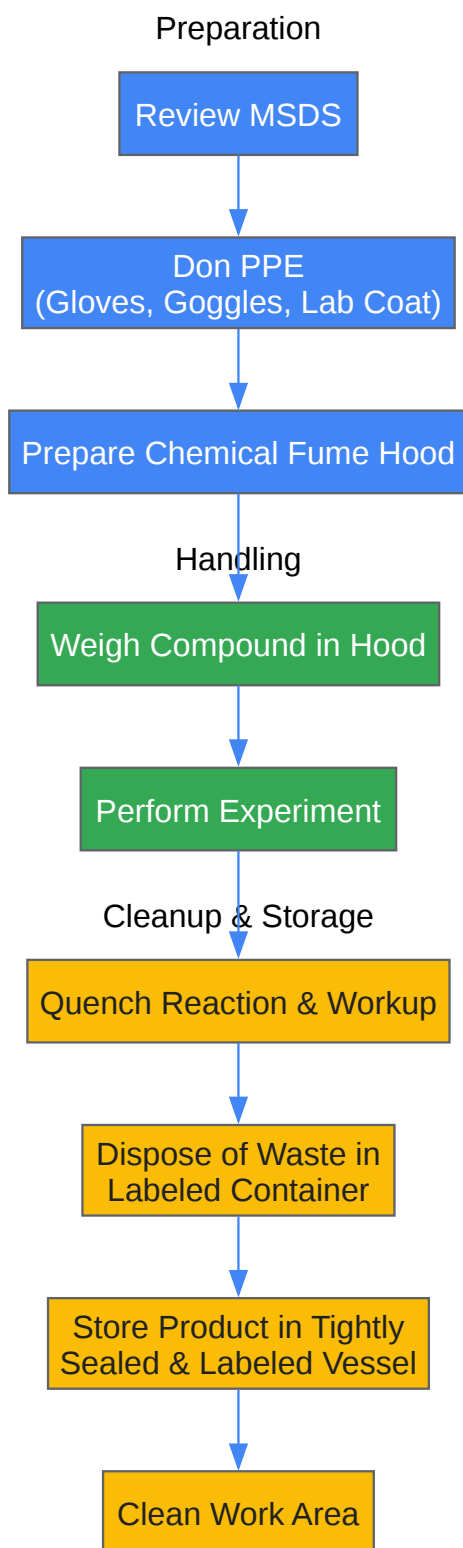 Preparation
Review MSDS
Don PPE
(Gloves, Goggles, Lab Coat)
Prepare Chemical Fume Hood
Handling
Weigh Compound in Hood
Perform Experiment
Cleanup & Storage
Quench Reaction & Workup
Dispose of Waste in
Labeled Container
Store Product in Tightly
Sealed & Labeled Vessel
Clean Work Area